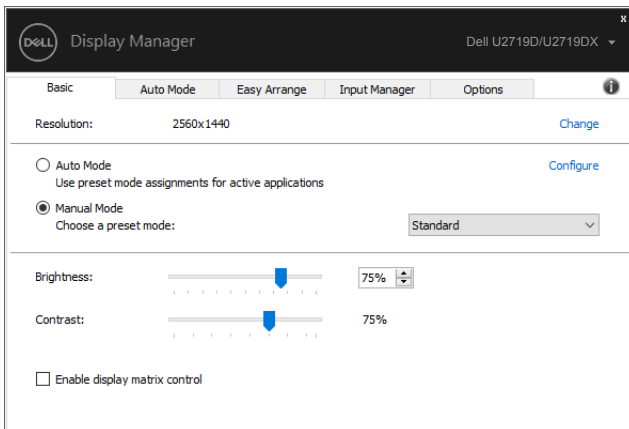 x
DELL Display Manager Dell U2719D/U2719DX
Basic Auto Mode Easy Arrange Input Manager Options i
Resolution: 2560x1440 Change
Auto Mode Configure
Use preset mode assignments for active applications
Manual Mode
Choose a preset mode: Standard
Brightness: 75%
Contrast: 75%
Enable display matrix control